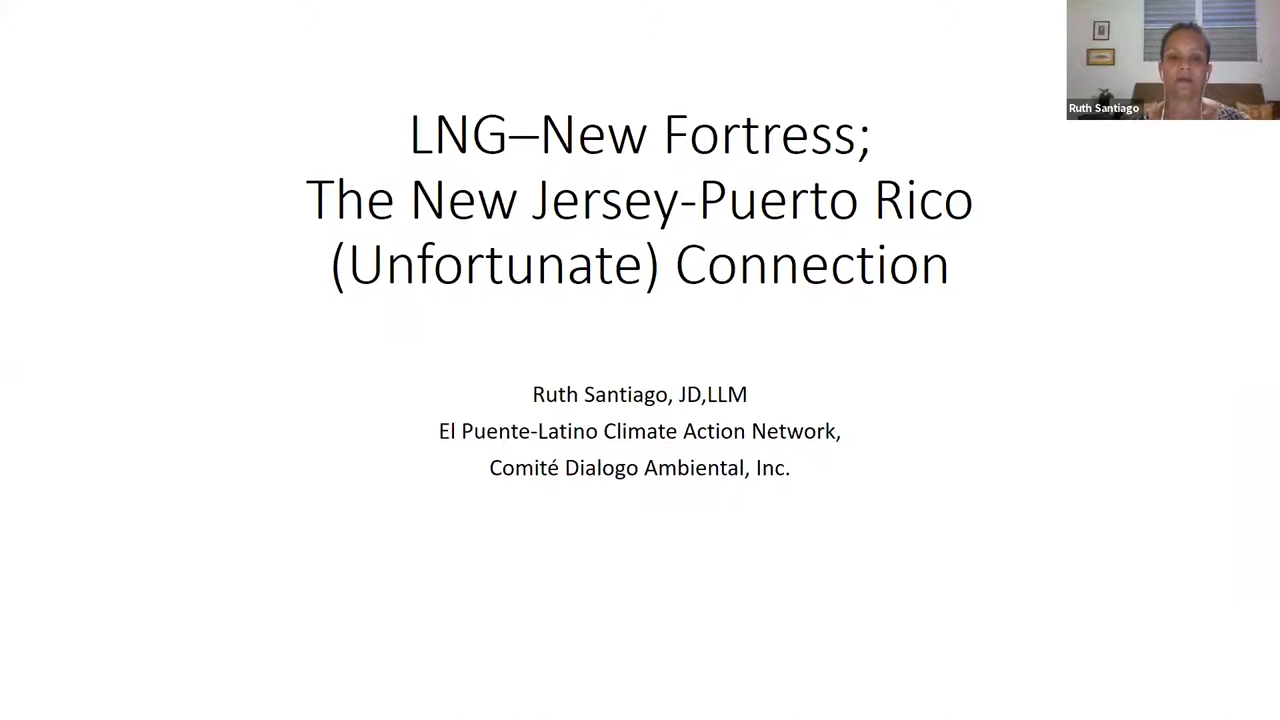 LNG–New Fortress;
The New Jersey-Puerto Rico
(Unfortunate) Connection
Ruth Santiago, JD,LLM
El Puente-Latino Climate Action Network,
Comité Dialogo Ambiental, Inc.
Ruth Santiago